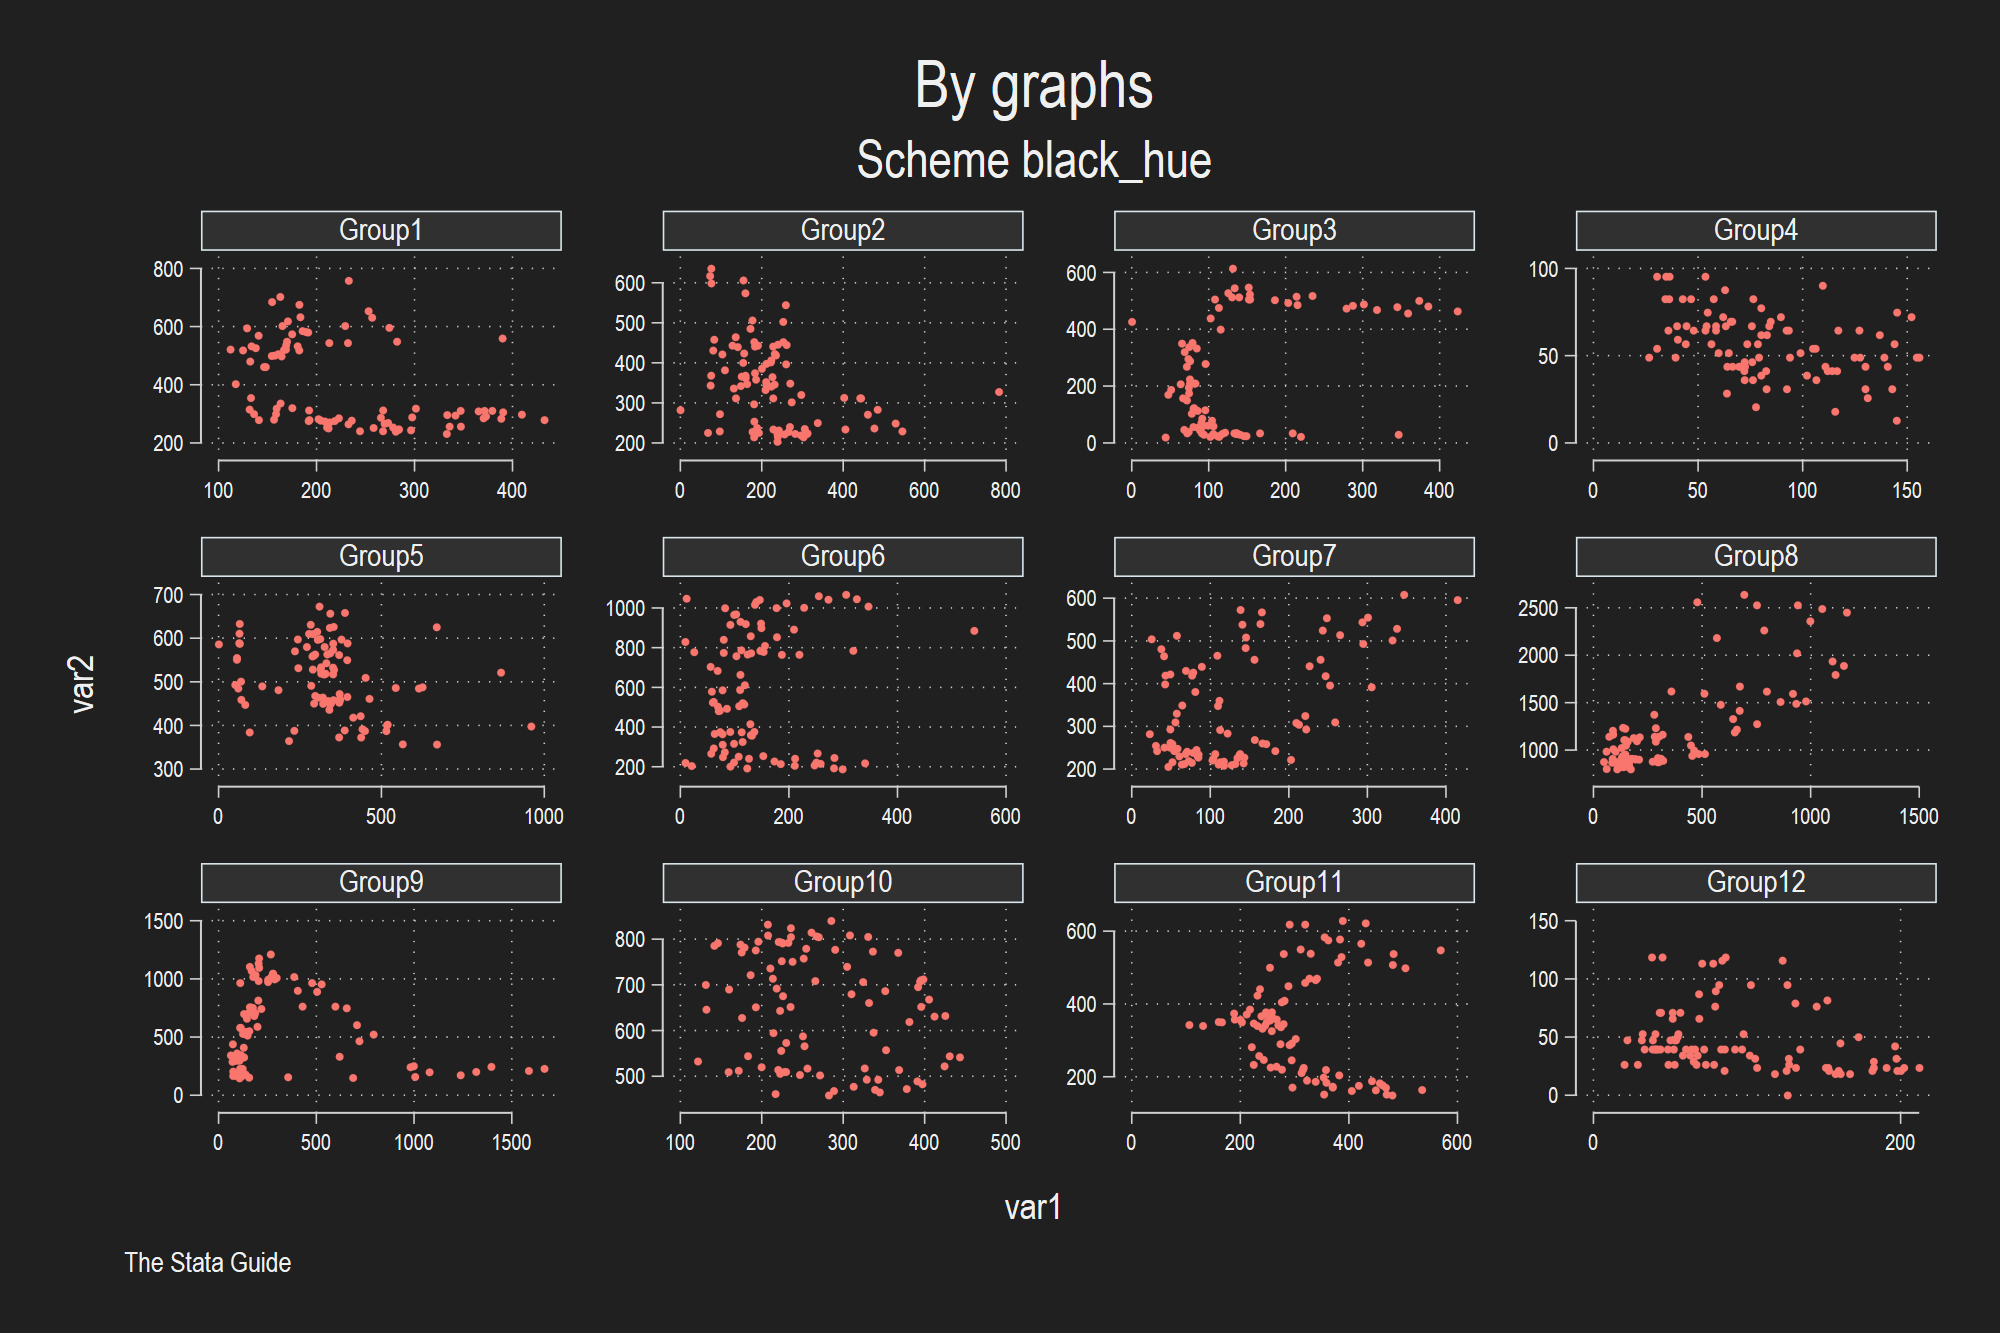 By graphs
Scheme black_hue
Group1 Group2 Group3 Group4
800
600
400
200
100 200 300 400
600
500
400
300
200
0 200 400 600 800
600
400
200
0
0 100 200 300 400
100
50
0
0 50 100 150
Group5 Group6 Group7 Group8
700
600
500
400
300
0 500 1000
1000
800
600
400
200
0 200 400 600
600
500
400
300
200
0 100 200 300 400
2500
2000
1500
1000
0 500 1000 1500
Group9 Group10 Group11 Group12
1500
1000
500
0
0 500 1000 1500
800
700
600
500
100 200 300 400 500
600
400
200
0 200 400 600
150
100
50
0
0 200
var2
var1
The Stata Guide